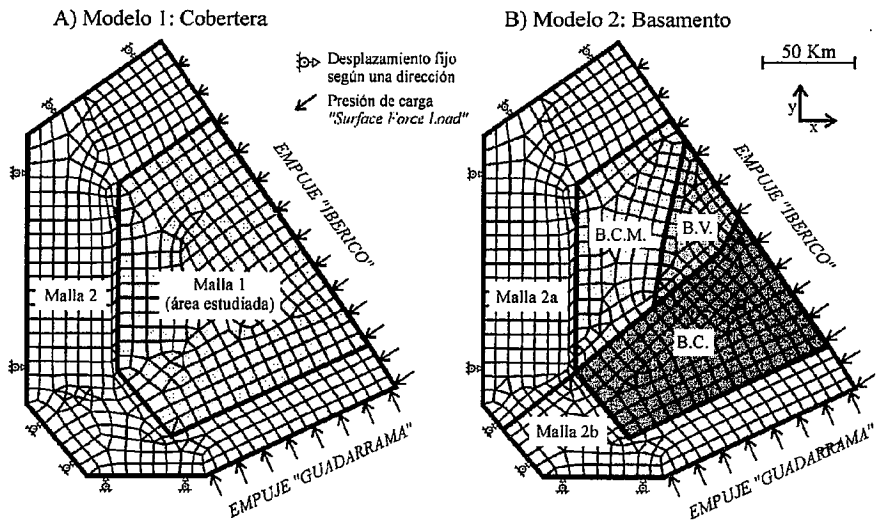 A) Modelo 1: Cobertera
B) Modelo 2: Basamento
Desplazamiento fijo
según una dirección
Presión de carga
"Surface Force Load"
50 Km
y
x
EMPUJE "IBERICO"
EMPUJE "IBERICO"
Malla 2
Malla 1
(área estudiada)
Malla 2a
B.C.M.
B.V.
B.C.
Malla 2b
EMPUJE "GUADARRAMA"
EMPUJE "GUADARRAMA"